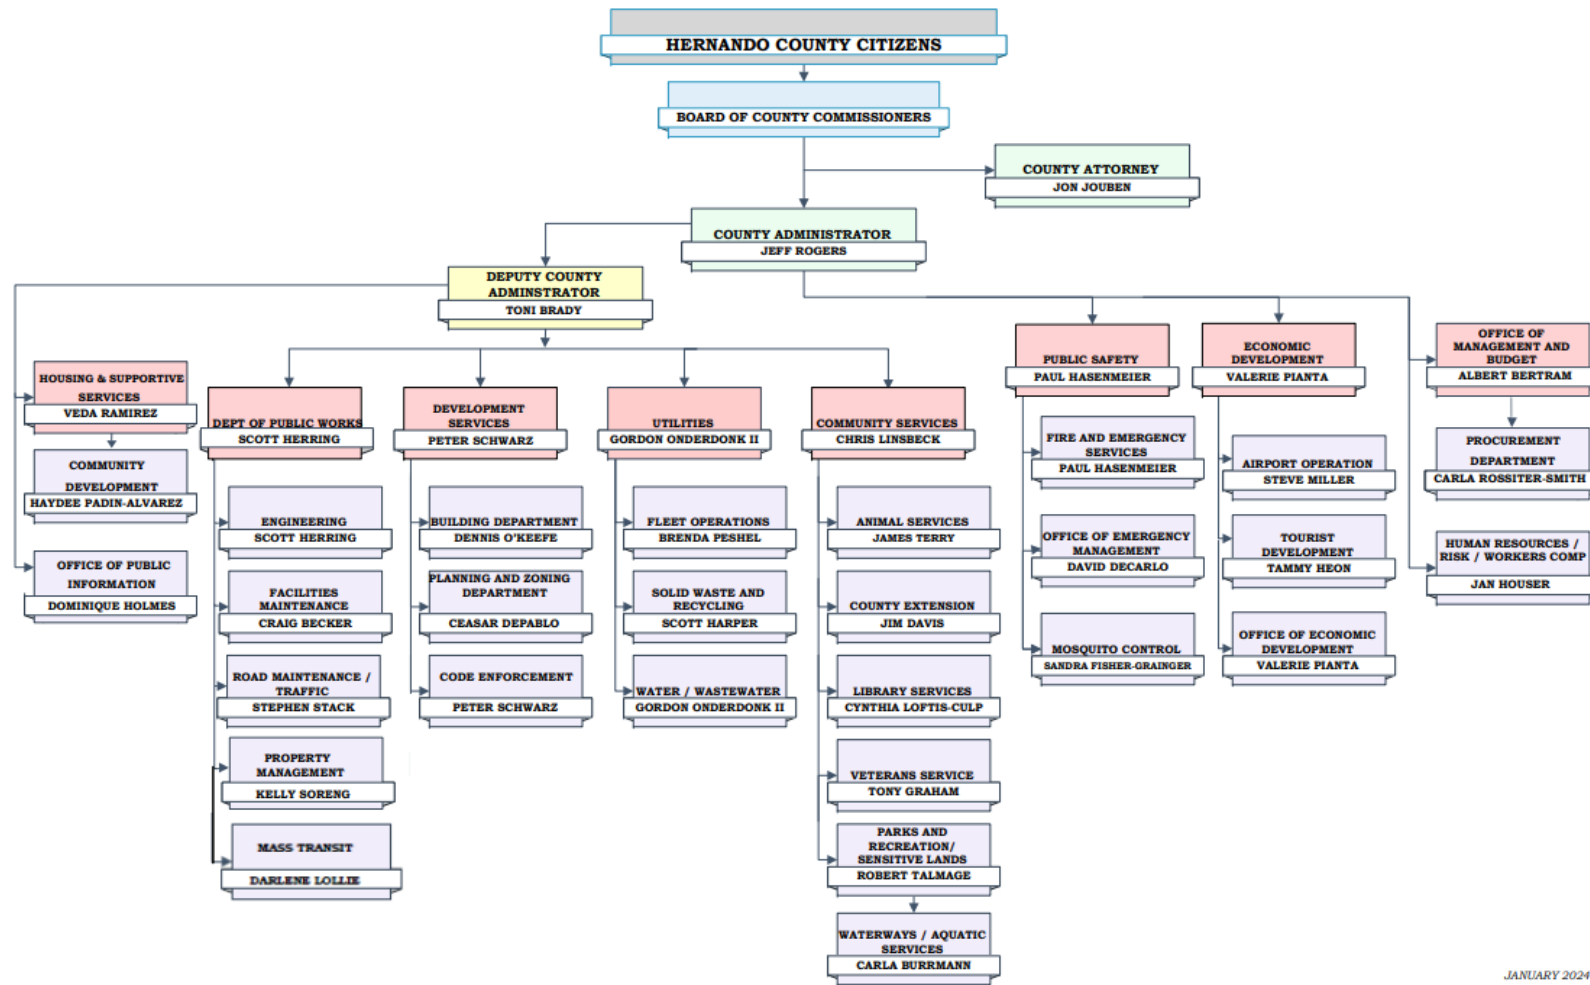 HERNANDO COUNTY CITIZENS
BOARD OF COUNTY COMMISSIONERS
COUNTY ATTORNEY
JON JOUBEN
COUNTY ADMINISTRATOR
JEFF ROGERS
DEPUTY COUNTY
ADMINSTRATOR
TONI BRADY
HOUSING & SUPPORTIVE
SERVICES
VEDA RAMIREZ
COMMUNITY
DEVELOPMENT
HAYDEE PADIN-ALVAREZ
OFFICE OF PUBLIC
INFORMATION
DOMINIQUE HOLMES
DEPT OF PUBLIC WORKS
SCOTT HERRING
ENGINEERING
SCOTT HERRING
FACILITIES
MAINTENANCE
CRAIG BECKER
ROAD MAINTENANCE /
TRAFFIC
STEPHEN STACK
PROPERTY
MANAGEMENT
KELLY SORENG
MASS TRANSIT
DARLENE LOLLIE
DEVELOPMENT
SERVICES
PETER SCHWARZ
BUILDING DEPARTMENT
DENNIS O'KEEFE
PLANNING AND ZONING
DEPARTMENT
CEASAR DEPABLO
CODE ENFORCEMENT
PETER SCHWARZ
UTILITIES
GORDON ONDERDONK II
FLEET OPERATIONS
BRENDA PESHEL
SOLID WASTE AND
RECYCLING
SCOTT HARPER
WATER / WASTEWATER
GORDON ONDERDONK II
COMMUNITY SERVICES
CHRIS LINSBECK
ANIMAL SERVICES
JAMES TERRY
COUNTY EXTENSION
JIM DAVIS
LIBRARY SERVICES
CYNTHIA LOFTIS-CULP
VETERANS SERVICE
TONY GRAHAM
PARKS AND
RECREATION/
SENSITIVE LANDS
ROBERT TALMAGE
WATERWAYS / AQUATIC
SERVICES
CARLA BURRMANN
PUBLIC SAFETY
PAUL HASENMEIER
FIRE AND EMERGENCY
SERVICES
PAUL HASENMEIER
OFFICE OF EMERGENCY
MANAGEMENT
DAVID DECARLO
MOSQUITO CONTROL
SANDRA FISHER-GRAINGER
ECONOMIC
DEVELOPMENT
VALERIE PIANTA
AIRPORT OPERATION
STEVE MILLER
TOURIST
DEVELOPMENT
TAMMY HEON
OFFICE OF ECONOMIC
DEVELOPMENT
VALERIE PIANTA
OFFICE OF
MANAGEMENT AND
BUDGET
ALBERT BERTRAM
PROCUREMENT
DEPARTMENT
CARLA ROSSITER-SMITH
HUMAN RESOURCES /
RISK / WORKERS COMP
JAN HOUSER
JANUARY 2024